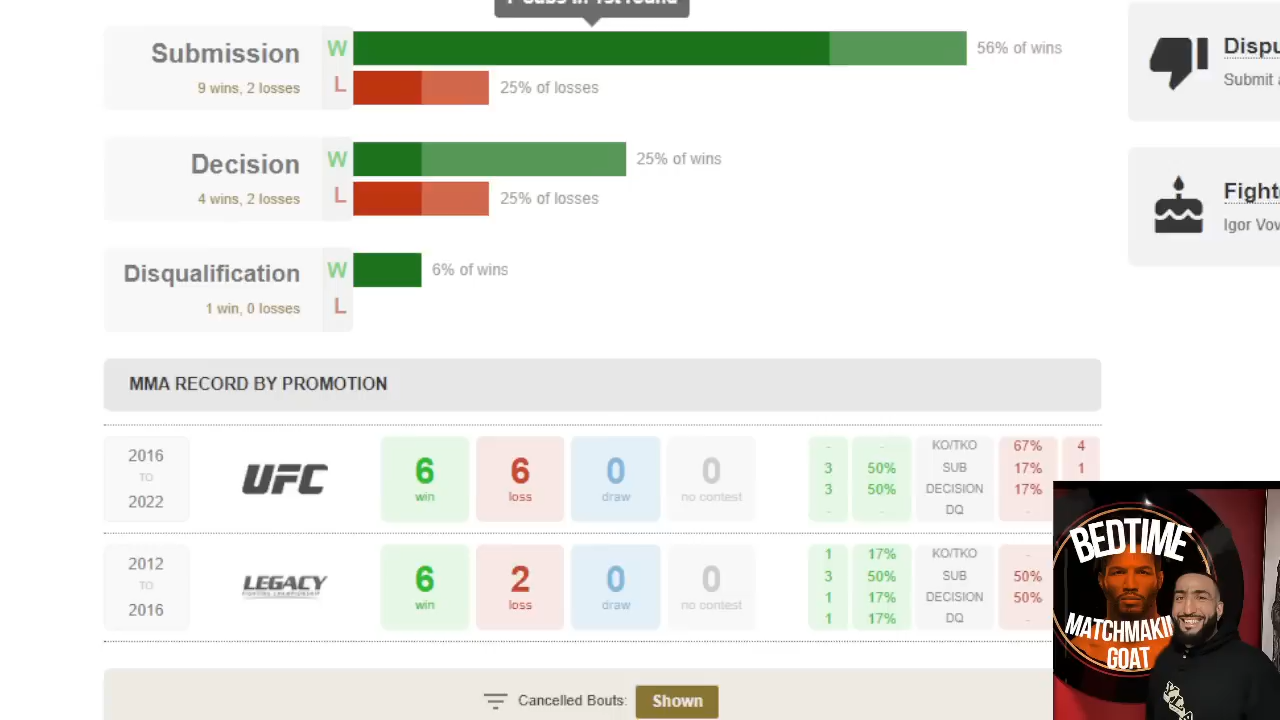 Submission
W
56% of wins
9 wins, 2 losses
L
25% of losses
Decision
W
25% of wins
4 wins, 2 losses
L
25% of losses
Disqualification
W
6% of wins
1 win, 0 losses
L
Submit
Igor
MMA RECORD BY PROMOTION
2016
TO
2022
UFC
6
win
6
loss
0
draw
0
no contest
- - KO/TKO 67% 4
3 50% SUB 17% 1
3 50% DECISION 17%
- - DQ -
2012
TO
2016
LEGACY
FIGHTING CHAMPIONSHIP
6
win
2
loss
0
draw
0
no contest
1 17% KO/TKO -
3 50% SUB 50%
1 17% DECISION 50%
1 17% DQ -
Cancelled Bouts: Shown
BEDTIME
GOAT